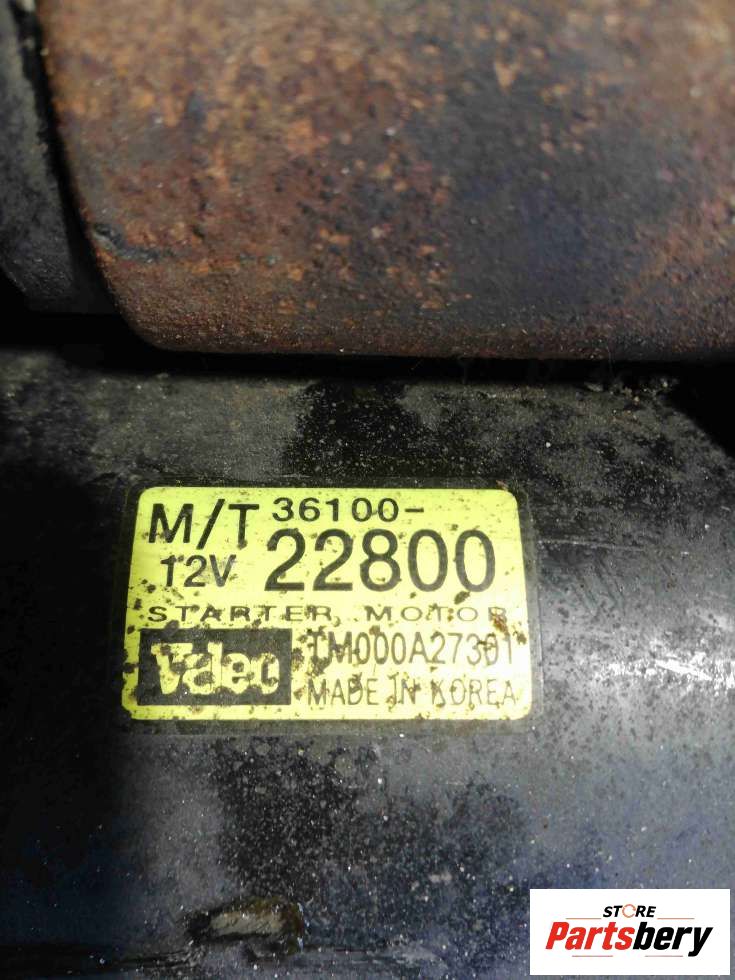 M/T 36100-
12V 22800
STARTER MOTOR
Valeo TM000A27301
MADE IN KOREA
STORE
Partsbery